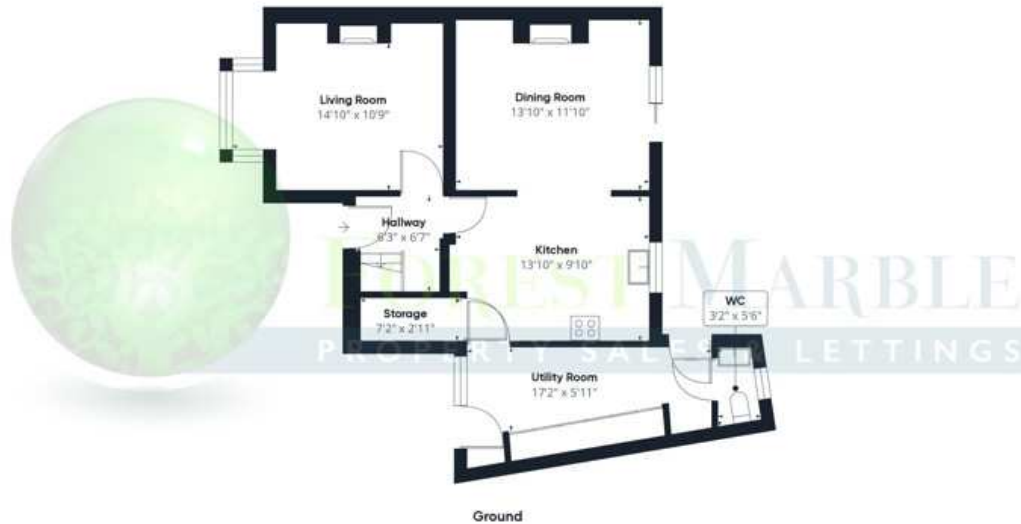 Living Room
14'10" x 10'9"
Dining Room
13'10" x 11'10"
Hallway
6'3" x 6'7"
Kitchen
13'10" x 9'10"
FOREST MARBLE
WC
3'2" x 5'6"
Storage
7'2" x 2'11"
PROPERTY SALES & LETTINGS
Utility Room
17'2" x 5'11"
Ground